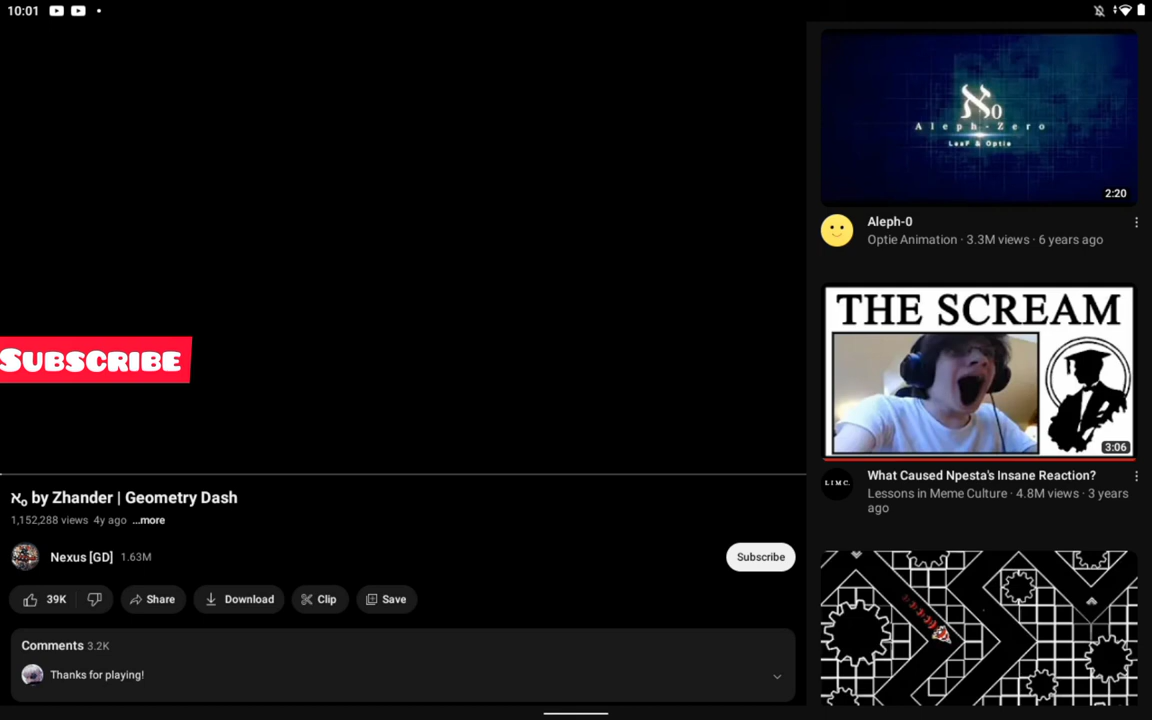 10:01
SUBSCRIBE
ℵ₀ by Zhander | Geometry Dash
1,152,288 views 4y ago ...more
Nexus [GD] 1.63M
Subscribe
39K
Share
Download
Clip
Save
Comments 3.2K
Thanks for playing!
ℵ0
Aleph-Zero
LeaF & Optie
2:20
Aleph-0
Optie Animation · 3.3M views · 6 years ago
THE SCREAM
3:06
L.I.M.C.
What Caused Npesta's Insane Reaction?
Lessons in Meme Culture · 4.8M views · 3 years
ago